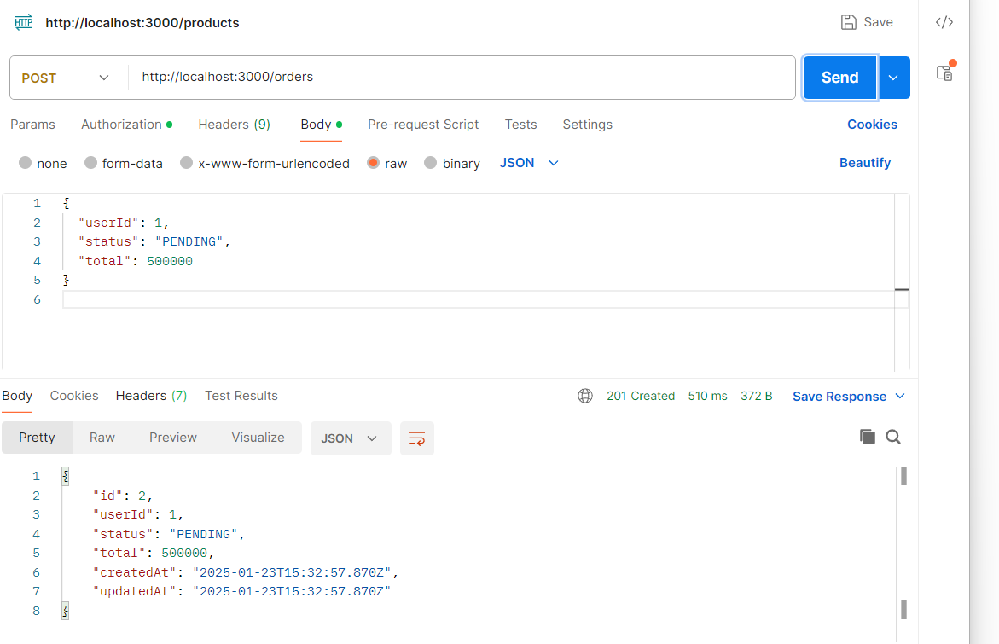 HTTP http://localhost:3000/products Save
POST http://localhost:3000/orders Send
Params Authorization Headers (9) Body Pre-request Script Tests Settings Cookies
none form-data x-www-form-urlencoded raw binary JSON Beautify
1 {
2 "userId": 1,
3 "status": "PENDING",
4 "total": 500000
5 }
6
Body Cookies Headers (7) Test Results 201 Created 510 ms 372 B Save Response
Pretty Raw Preview Visualize JSON
1 {
2 "id": 2,
3 "userId": 1,
4 "status": "PENDING",
5 "total": 500000,
6 "createdAt": "2025-01-23T15:32:57.870Z",
7 "updatedAt": "2025-01-23T15:32:57.870Z"
8 }